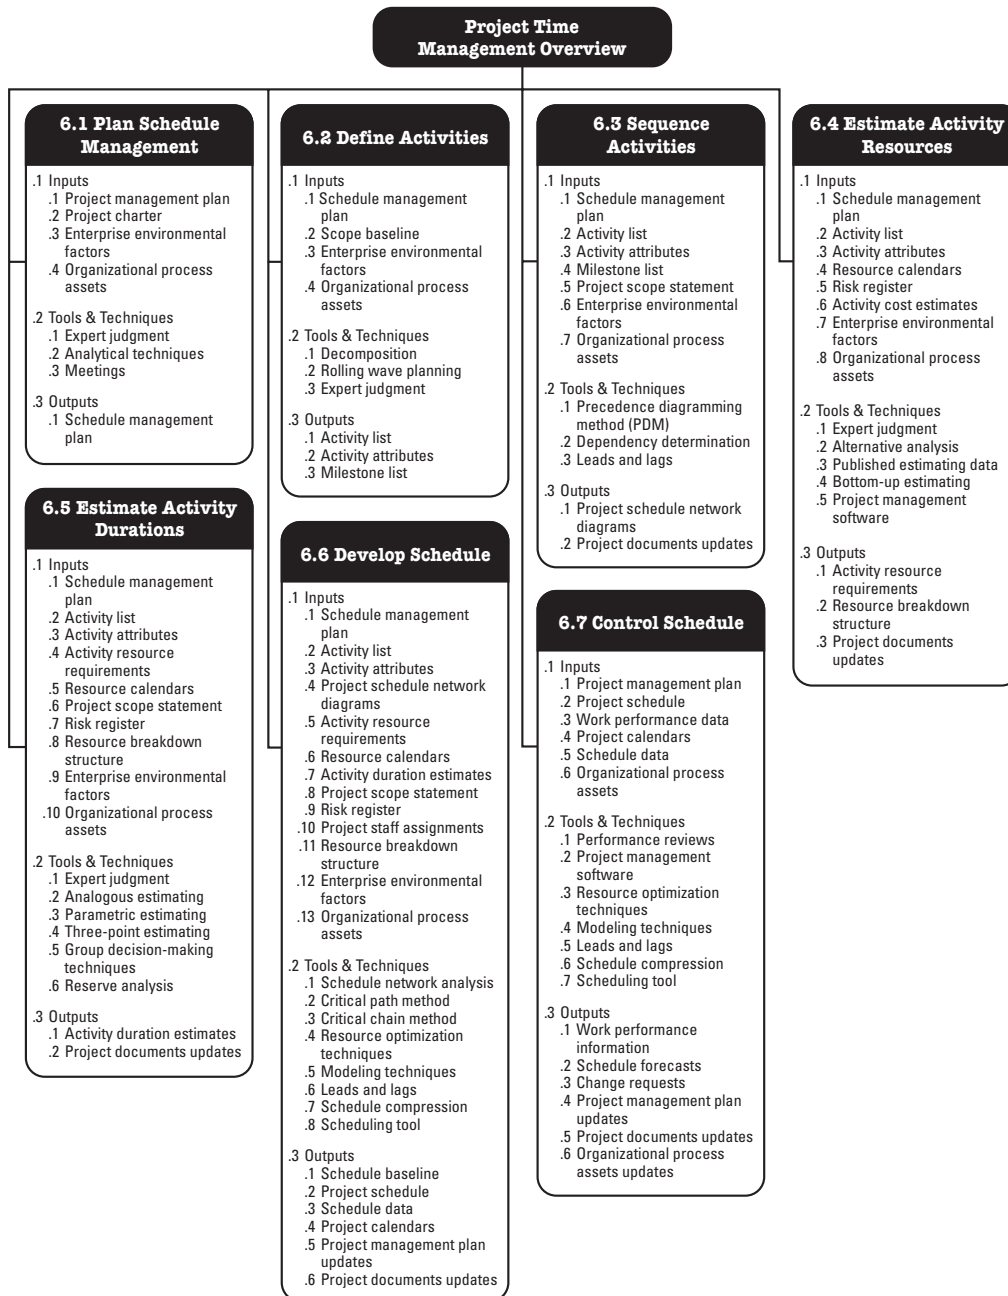 Project Time
Management Overview
6.1 Plan Schedule
Management
.1 Inputs
.1 Project management plan
.2 Project charter
.3 Enterprise environmental
factors
.4 Organizational process
assets
.2 Tools & Techniques
.1 Expert judgment
.2 Analytical techniques
.3 Meetings
.3 Outputs
.1 Schedule management
plan
6.2 Define Activities
.1 Inputs
.1 Schedule management
plan
.2 Scope baseline
.3 Enterprise environmental
factors
.4 Organizational process
assets
.2 Tools & Techniques
.1 Decomposition
.2 Rolling wave planning
.3 Expert judgment
.3 Outputs
.1 Activity list
.2 Activity attributes
.3 Milestone list
6.3 Sequence
Activities
.1 Inputs
.1 Schedule management
plan
.2 Activity list
.3 Activity attributes
.4 Milestone list
.5 Project scope statement
.6 Enterprise environmental
factors
.7 Organizational process
assets
.2 Tools & Techniques
.1 Precedence diagramming
method (PDM)
.2 Dependency determination
.3 Leads and lags
.3 Outputs
.1 Project schedule network
diagrams
.2 Project documents updates
6.4 Estimate Activity
Resources
.1 Inputs
.1 Schedule management
plan
.2 Activity list
.3 Activity attributes
.4 Resource calendars
.5 Risk register
.6 Activity cost estimates
.7 Enterprise environmental
factors
.8 Organizational process
assets
.2 Tools & Techniques
.1 Expert judgment
.2 Alternative analysis
.3 Published estimating data
.4 Bottom-up estimating
.5 Project management
software
.3 Outputs
.1 Activity resource
requirements
.2 Resource breakdown
structure
.3 Project documents
updates
6.5 Estimate Activity
Durations
.1 Inputs
.1 Schedule management
plan
.2 Activity list
.3 Activity attributes
.4 Activity resource
requirements
.5 Resource calendars
.6 Project scope statement
.7 Risk register
.8 Resource breakdown
structure
.9 Enterprise environmental
factors
.10 Organizational process
assets
.2 Tools & Techniques
.1 Expert judgment
.2 Analogous estimating
.3 Parametric estimating
.4 Three-point estimating
.5 Group decision-making
techniques
.6 Reserve analysis
.3 Outputs
.1 Activity duration estimates
.2 Project documents updates
6.6 Develop Schedule
.1 Inputs
.1 Schedule management
plan
.2 Activity list
.3 Activity attributes
.4 Project schedule network
diagrams
.5 Activity resource
requirements
.6 Resource calendars
.7 Activity duration estimates
.8 Project scope statement
.9 Risk register
.10 Project staff assignments
.11 Resource breakdown
structure
.12 Enterprise environmental
factors
.13 Organizational process
assets
.2 Tools & Techniques
.1 Schedule network analysis
.2 Critical path method
.3 Critical chain method
.4 Resource optimization
techniques
.5 Modeling techniques
.6 Leads and lags
.7 Schedule compression
.8 Scheduling tool
.3 Outputs
.1 Schedule baseline
.2 Project schedule
.3 Schedule data
.4 Project calendars
.5 Project management plan
updates
.6 Project documents updates
6.7 Control Schedule
.1 Inputs
.1 Project management plan
.2 Project schedule
.3 Work performance data
.4 Project calendars
.5 Schedule data
.6 Organizational process
assets
.2 Tools & Techniques
.1 Performance reviews
.2 Project management
software
.3 Resource optimization
techniques
.4 Modeling techniques
.5 Leads and lags
.6 Schedule compression
.7 Scheduling tool
.3 Outputs
.1 Work performance
information
.2 Schedule forecasts
.3 Change requests
.4 Project management plan
updates
.5 Project documents updates
.6 Organizational process
assets updates